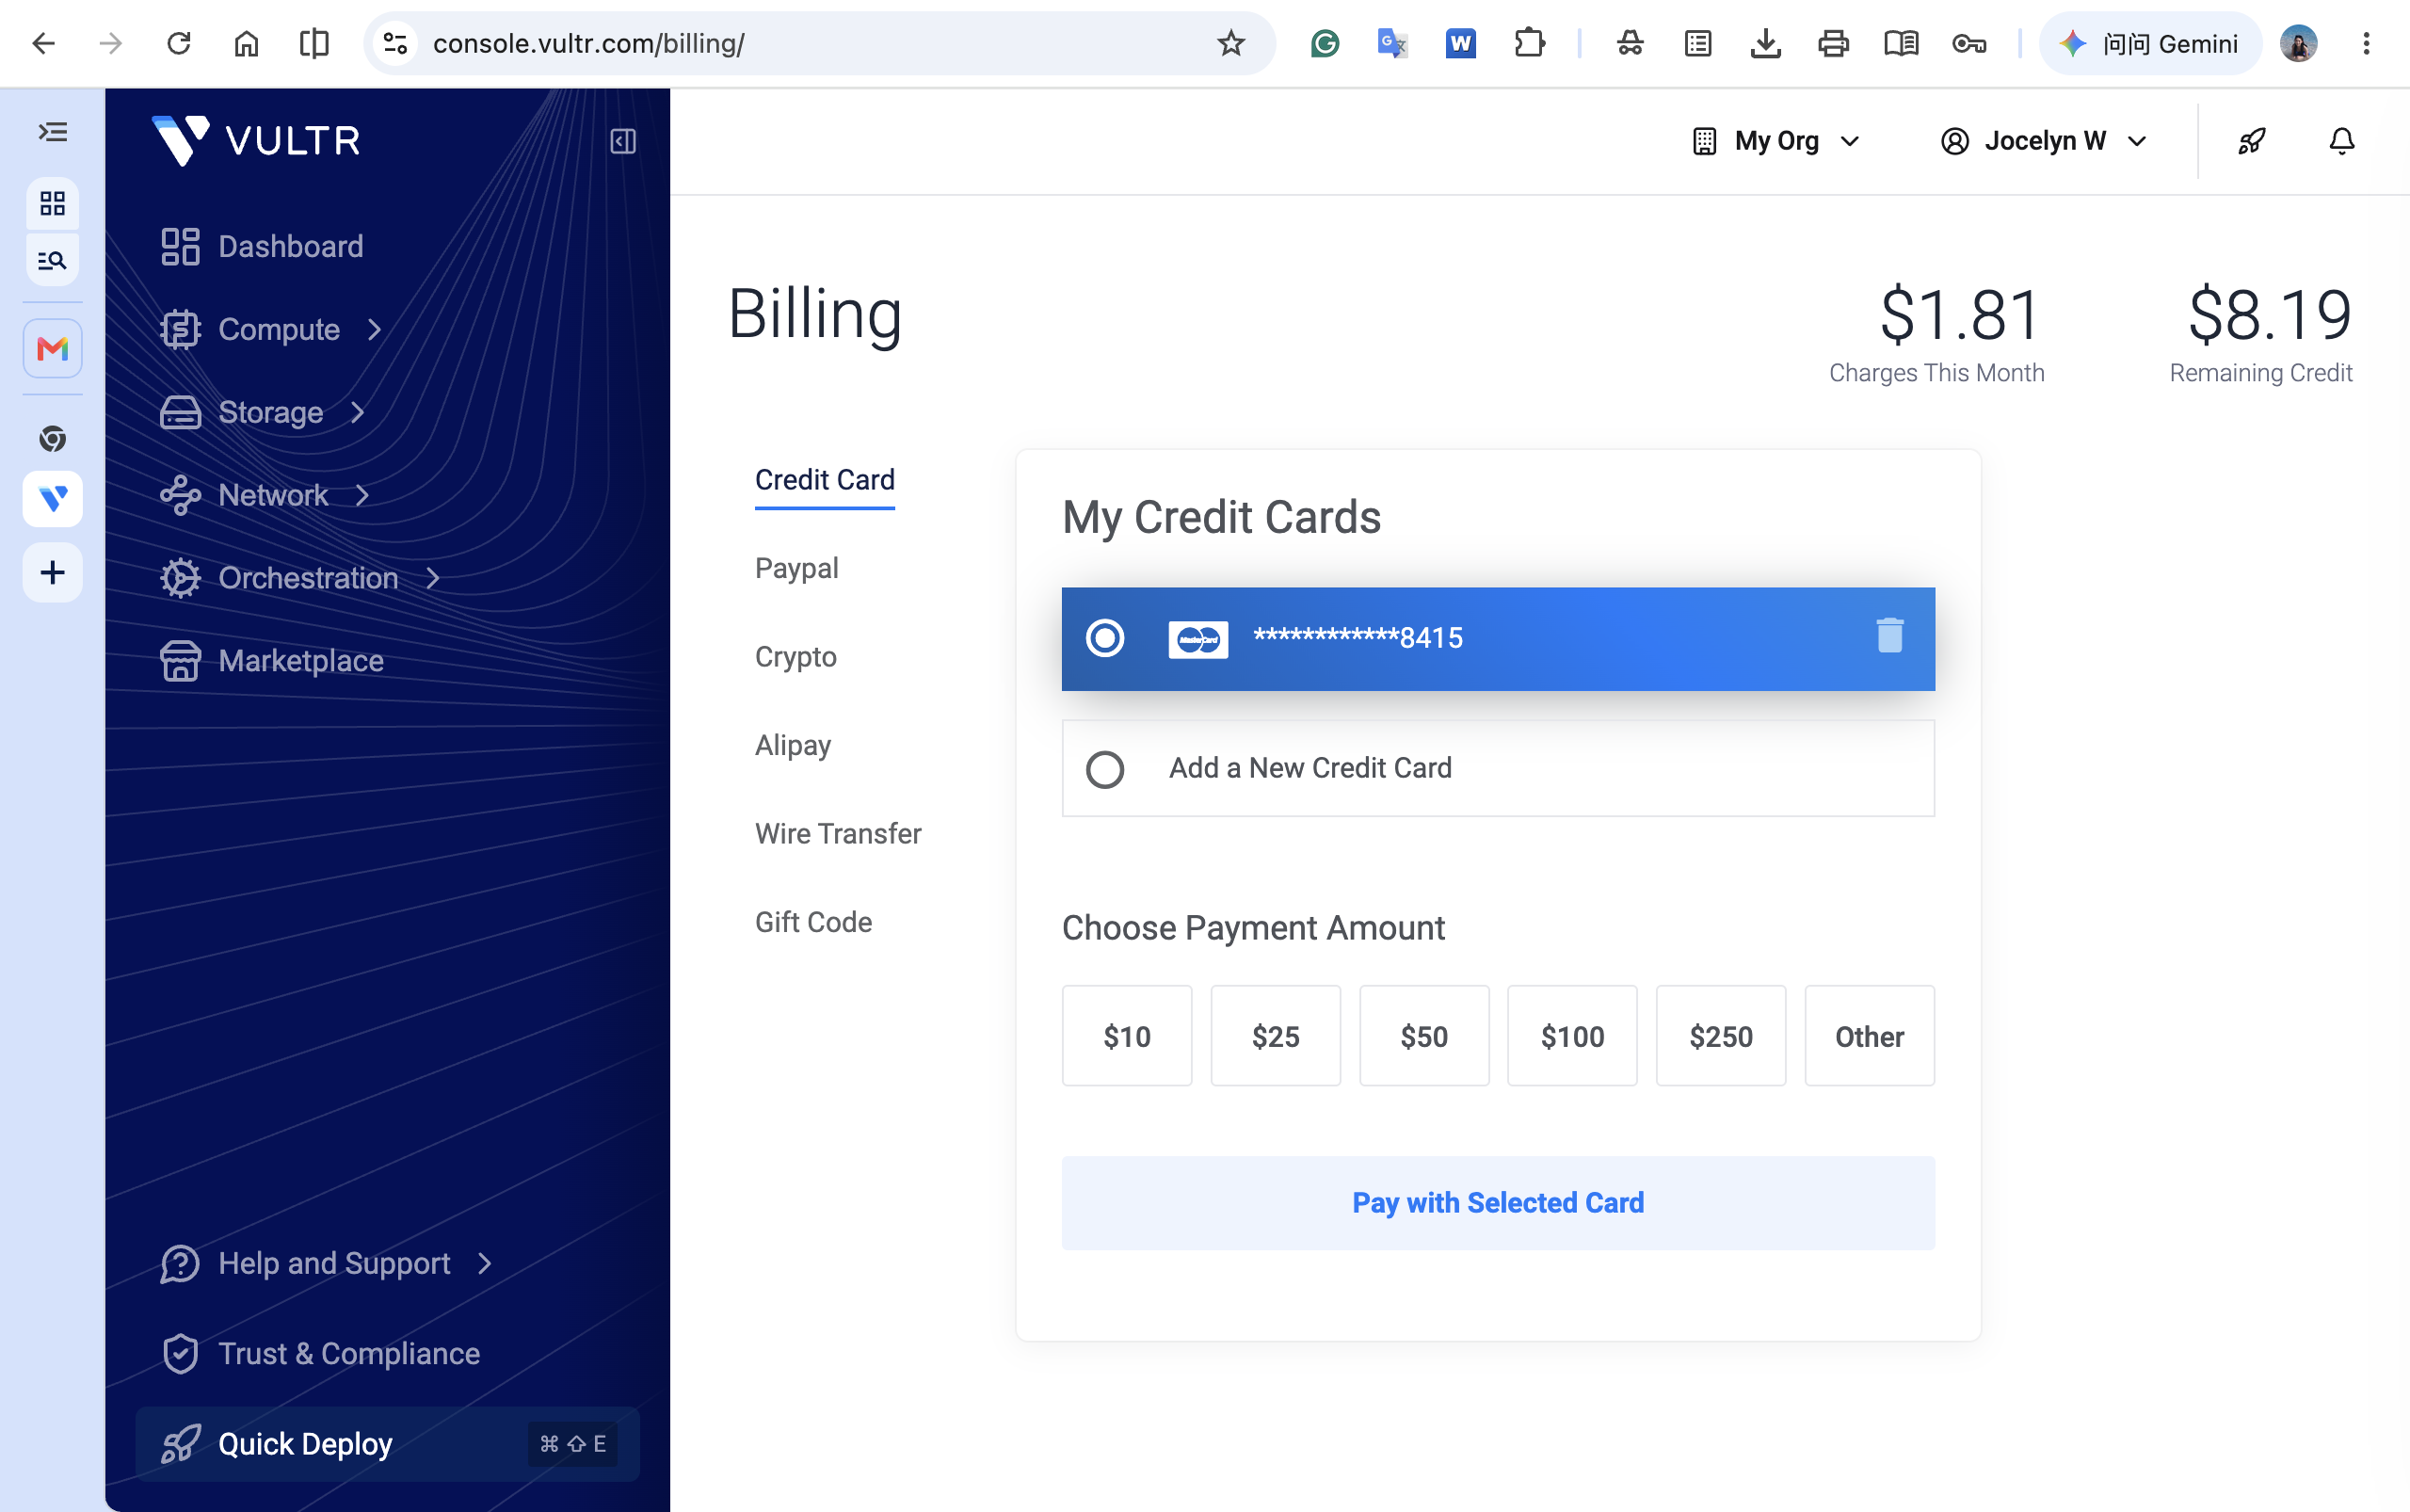 console.vultr.com/billing/
问问 Gemini
VULTR
My Org
Jocelyn W
Dashboard
Compute
Storage
Network
Orchestration
Marketplace
Help and Support
Trust & Compliance
Quick Deploy
⌘ ⇧ E
Billing
$1.81
Charges This Month
$8.19
Remaining Credit
Credit Card
Paypal
Crypto
Alipay
Wire Transfer
Gift Code
My Credit Cards
MasterCard
************8415
Add a New Credit Card
Choose Payment Amount
$10
$25
$50
$100
$250
Other
Pay with Selected Card